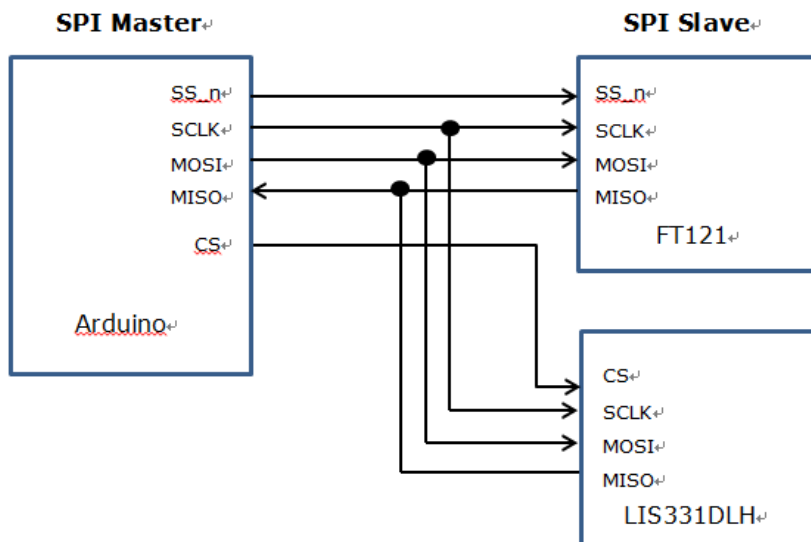 SPI Master
SPI Slave
SS_n
SCLK
MOSI
MISO
CS
Arduino
SS_n
SCLK
MOSI
MISO
FT121
CS
SCLK
MOSI
MISO
LIS331DLH